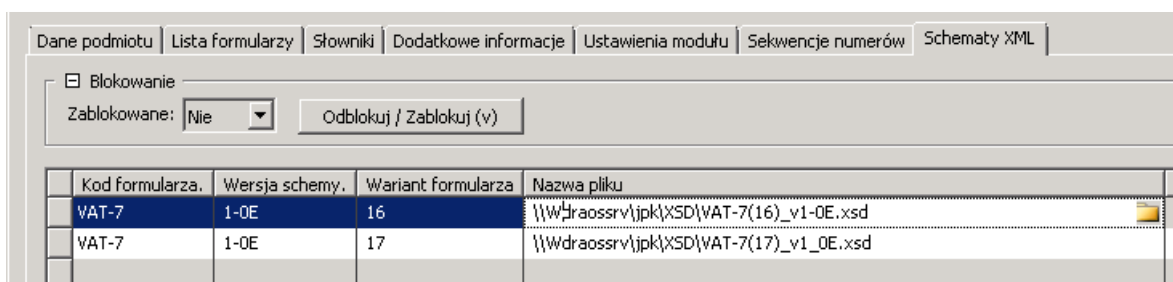 Dane podmiotu Lista formularzy Słowniki Dodatkowe informacje Ustawienia modułu Sekwencje numerów Schematy XML
Blokowanie
Zablokowane: Nie Odblokuj / Zablokuj (v)
Kod formularza. Wersja schemy. Wariant formularza Nazwa pliku
VAT-7 1-0E 16 \\Wdraossrv\jpk\XSD\VAT-7(16)_v1-0E.xsd
VAT-7 1-0E 17 \\Wdraossrv\jpk\XSD\VAT-7(17)_v1_0E.xsd